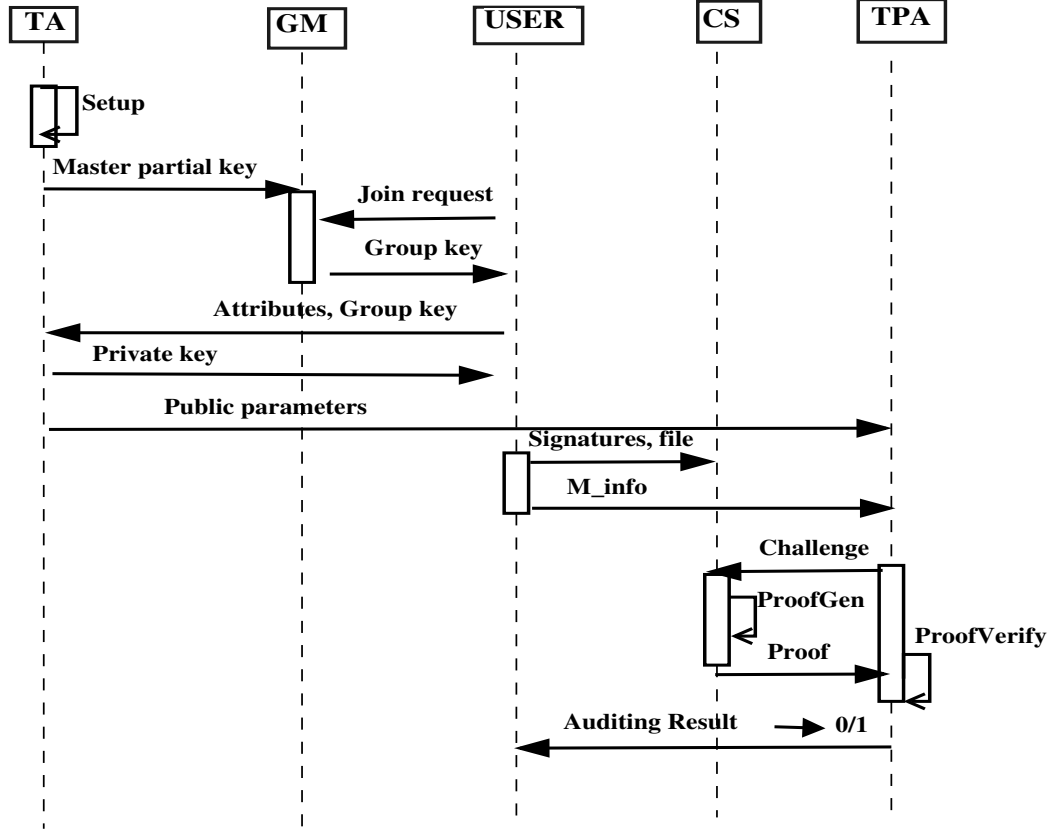 TA
GM
USER
CS
TPA
Setup
Master partial key
Join request
Group key
Attributes, Group key
Private key
Public parameters
Signatures, file
M_info
Challenge
ProofGen
ProofVerify
Proof
Auditing Result 0/1